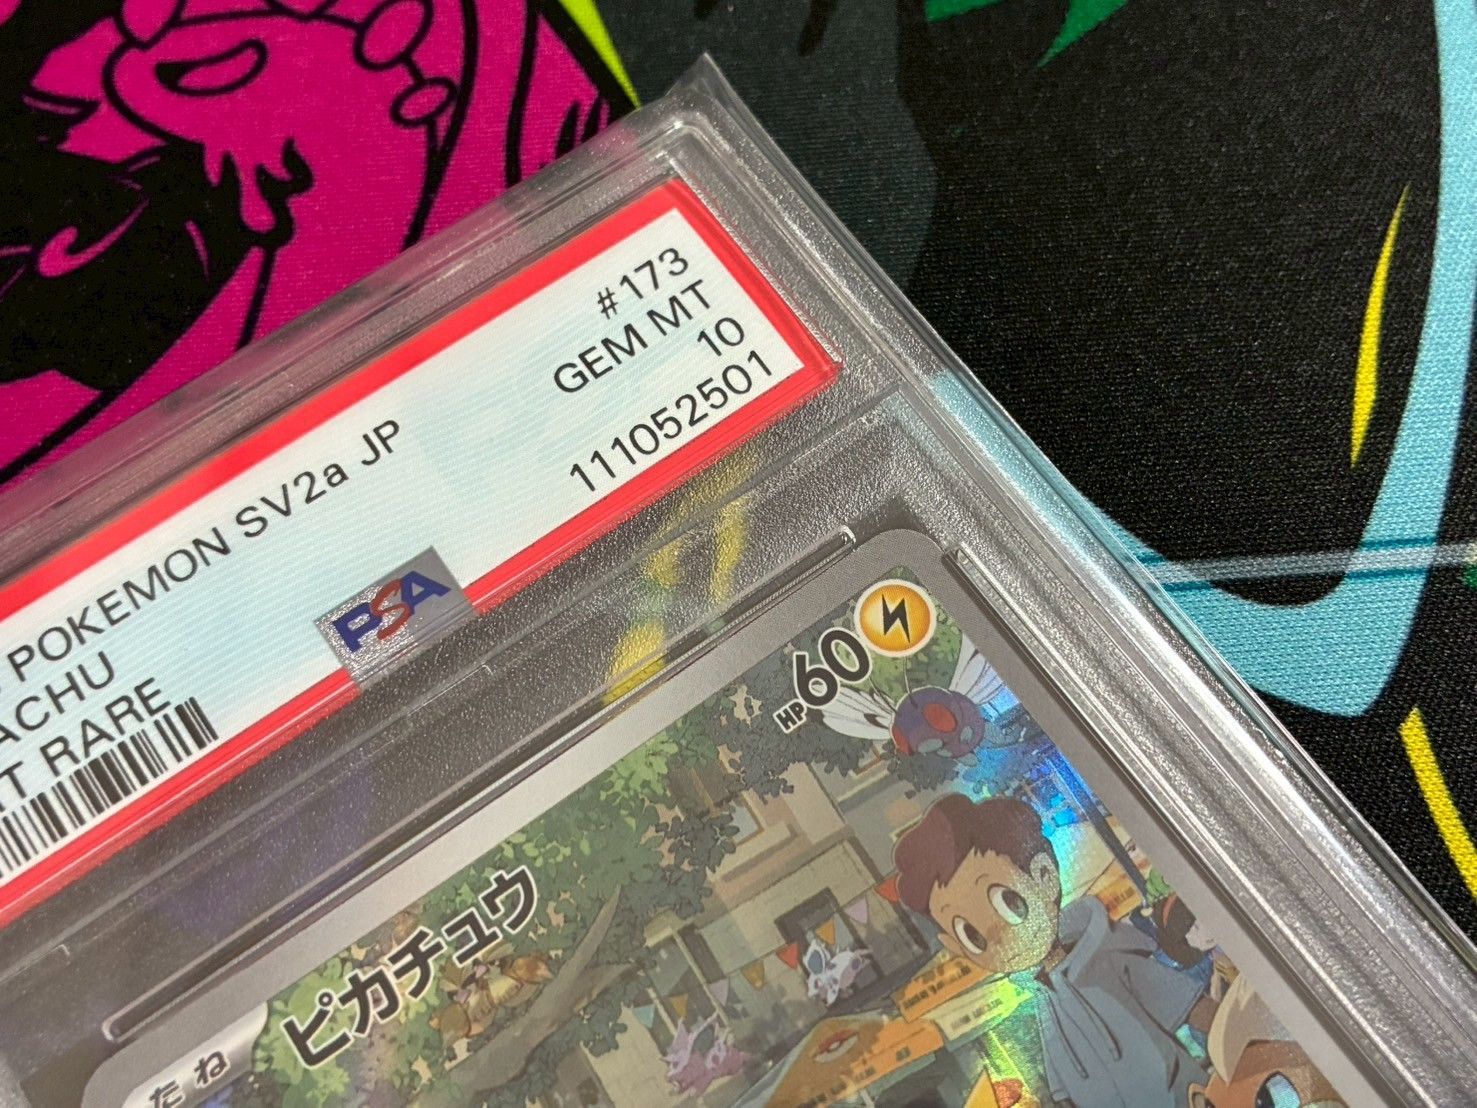 POKEMON SV2a JP
#173
ACHU
GEM MT
T RARE
10
111052501
PSA
HP60
ピカチュウ
たね